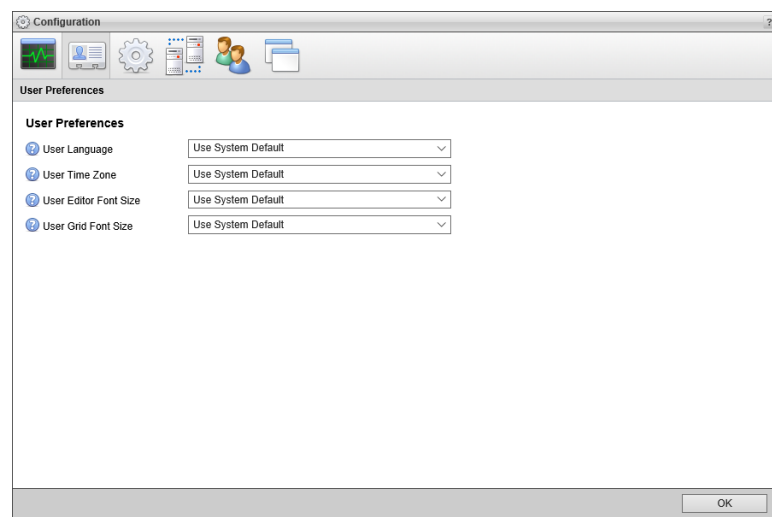 Configuration
?
User Preferences
User Preferences
? User Language Use System Default
? User Time Zone Use System Default
? User Editor Font Size Use System Default
? User Grid Font Size Use System Default
OK